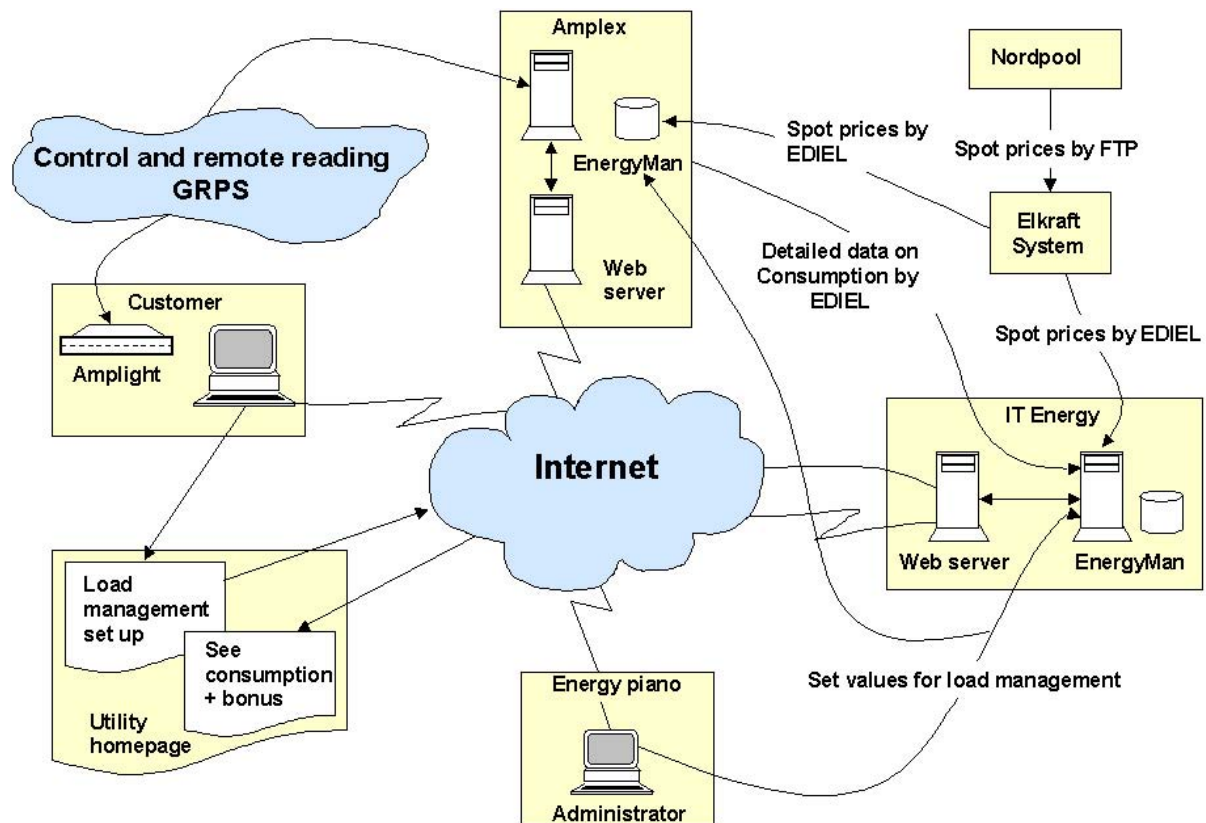 Amplex
Nordpool
Control and remote reading
GRPS
EnergyMan
Spot prices by
EDIEL
Spot prices by FTP
Elkraft
System
Web
server
Detailed data on
Consumption by
EDIEL
Customer
Amplight
Spot prices by EDIEL
IT Energy
Internet
Web server
EnergyMan
Load
management
set up
See
consumption
+ bonus
Utility
homepage
Energy piano
Set values for load management
Administrator